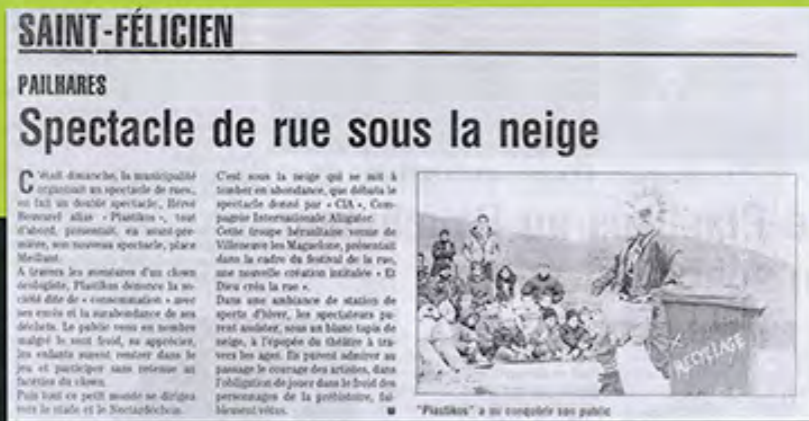 SAINT-FÉLICIEN
PAILHARES
Spectacle de rue sous la neige
C'était dimanche, la municipalité
organisait un spectacle de rues,
en fait un double spectacle, Hervé
alias « Plastikos », tout
d'abord, présentait, en avant-pre-
mière, son nouveau spectacle, place
Meillant.
A travers les aventures d'un clown
écologiste, Plastikos dénonce la so-
ciété dite de « consommation » avec
ses excès et la surabondance de ses
déchets. Le public venu en nombre
malgré le vent froid, su apprécier,
les enfants surent rentrer dans le
jeu et participer sans retenue au
facéties du clown.
Puis tout ce petit monde se dirigea
vers le stade et le
C'est sous la neige qui se mit à
tomber en abondance, que débuta le
spectacle donné par « CIA », Com-
pagnie Internationale Alligator.
Cette troupe héraultaise venue de
Villeneuve les Maguelone, présentait
dans le cadre du festival de la rue,
une nouvelle création intitulée « Et
Dieu créa la rue ».
Dans une ambiance de station de
sports d'hiver, les spectateurs pu-
rent assister, sous un blanc tapis de
neige, à l'épopée du théâtre à tra-
vers les ages. Ils purent admirer au
passage le courage des artistes, dans
l'obligation de jouer dans le froid des
personnages de la préhistoire, fai-
blement vêtus.
RECYCLAGE
"Plastikos" a su conquérir son public